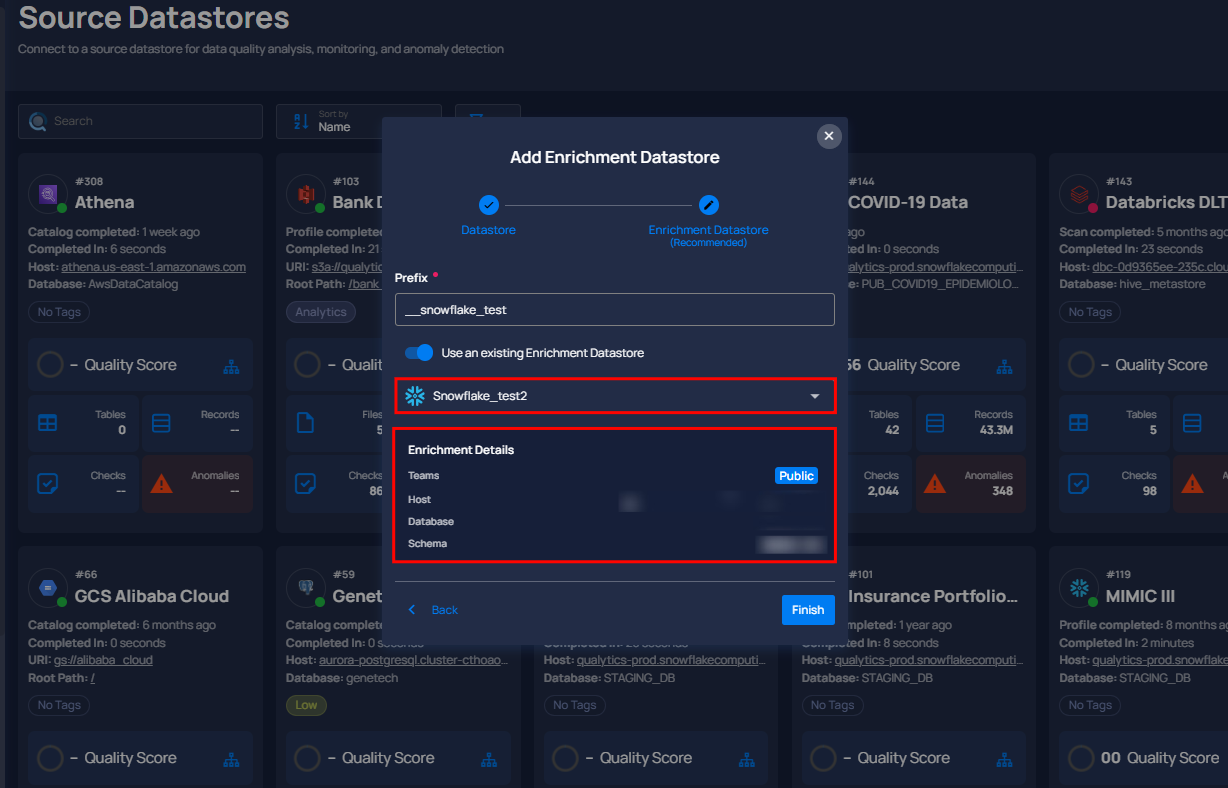 Source Datastores
Connect to a source datastore for data quality analysis, monitoring, and anomaly detection
Search
Sort by
Name
Add Enrichment Datastore
Datastore
Enrichment Datastore
(Recommended)
Prefix *
__snowflake_test
Use an existing Enrichment Datastore
Snowflake_test2
Enrichment Details
Teams
Public
Host
Database
Schema
Back
Finish
#308
Athena
Catalog completed: 1 week ago
Completed In: 6 seconds
Host: athena.us-east-1.amazonaws.com
Database: AwsDataCatalog
No Tags
– Quality Score
Tables
0
Records
--
Checks
--
Anomalies
--
#103
Bank
Profile complete
Completed In: 21
URI: s3a://qualytic
Root Path: /bank
Analytics
– Quali
Files
5
Checks
86
#144
COVID-19 Data
ago
ed In: 0 seconds
alytics-prod.snowflakecomputi...
e: PUB_COVID19_EPIDEMIOLO...
56 Quality Score
Tables
42
Records
43.3M
Checks
2,044
Anomalies
348
#143
Databricks DLT
Scan completed: 5 months ago
Completed In: 23 seconds
Host: dbc-0d9365ee-235c.clou
Database: hive_metastore
No Tags
– Quality Score
Tables
5
Checks
98
#66
GCS Alibaba Cloud
Catalog completed: 6 months ago
Completed In: 0 seconds
URI: gs://alibaba_cloud
Root Path: /
No Tags
– Quality Score
#59
Genet
Catalog complet
Completed In: 0 seconds
Host: aurora-postgresql.cluster-cthoao...
Database: genetech
Low
– Quality Score
Host: qualytics-prod.snowflakecomputi...
Database: STAGING_DB
No Tags
– Quality Score
#101
Insurance Portfolio...
mpleted: 1 year ago
Completed In: 8 seconds
Host: qualytics-prod.snowflakecomputi...
Database: STAGING_DB
No Tags
– Quality Score
#119
MIMIC III
Profile completed: 8 months ag
Completed In: 2 minutes
Host: qualytics-prod.snowflake
Database: STAGING_DB
No Tags
00 Quality Score